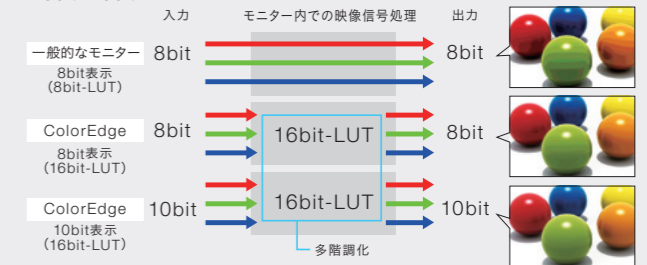 入力 モニター内での映像信号処理 出力
一般的なモニター 8bit 8bit
8bit表示
(8bit-LUT)
ColorEdge 8bit 16bit-LUT 8bit
8bit表示
(16bit-LUT)
ColorEdge 10bit 16bit-LUT 10bit
10bit表示
(16bit-LUT)
多階調化